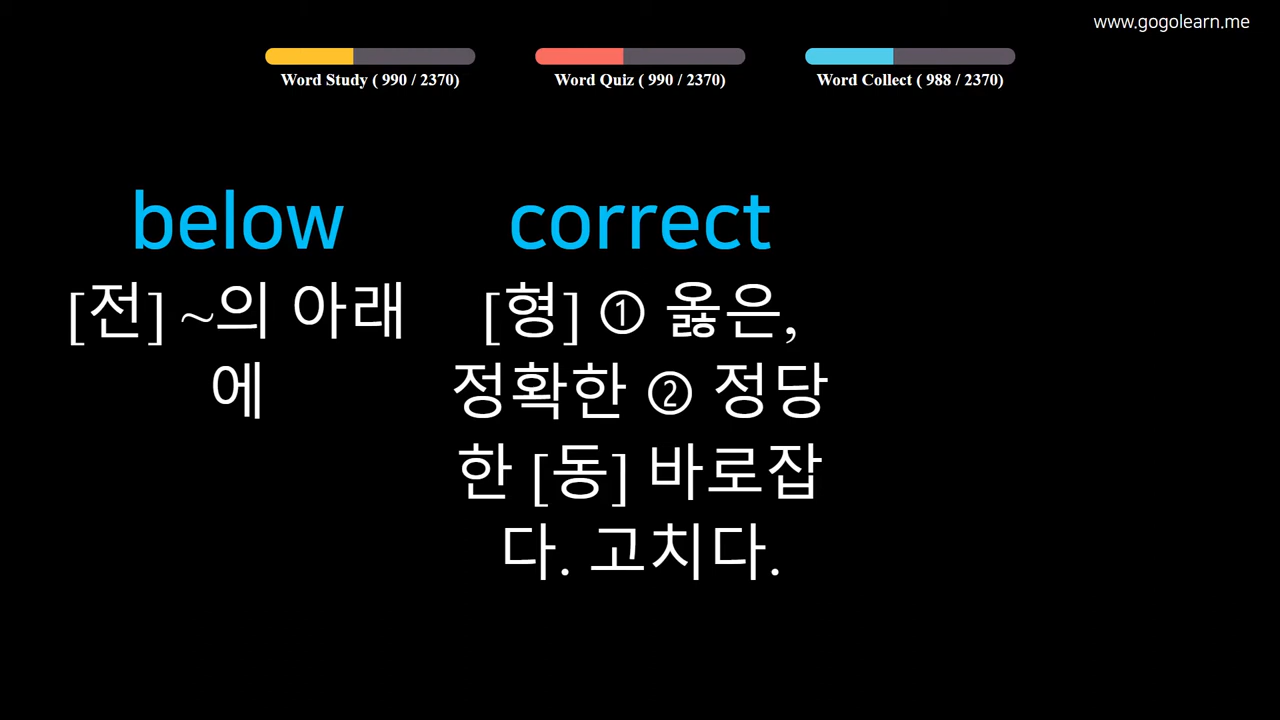 www.gogolearn.me
Word Study ( 990 / 2370)
Word Quiz ( 990 / 2370)
Word Collect ( 988 / 2370)
below
[전] ~의 아래
에
correct
[형] ① 옳은,
정확한 ② 정당
한 [동] 바로잡
다. 고치다.